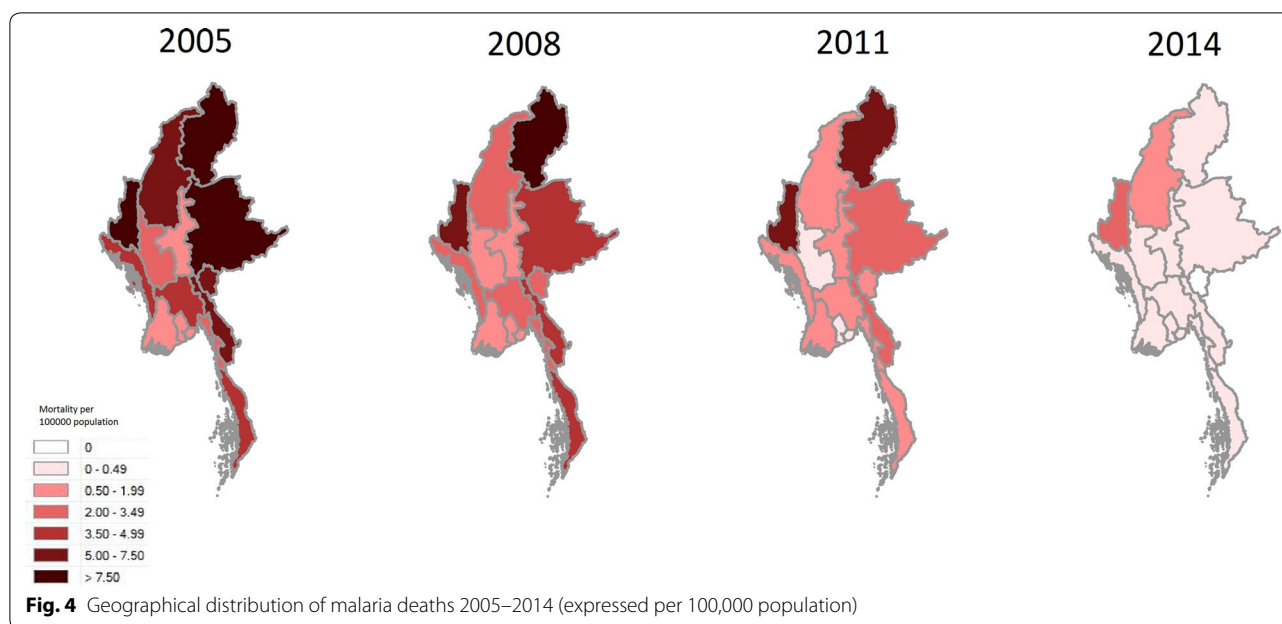 2005
2008
2011
2014
Mortality per
100000 population
0
0 - 0.49
0.50 - 1.99
2.00 - 3.49
3.50 - 4.99
5.00 - 7.50
> 7.50
Fig. 4 Geographical distribution of malaria deaths 2005–2014 (expressed per 100,000 population)